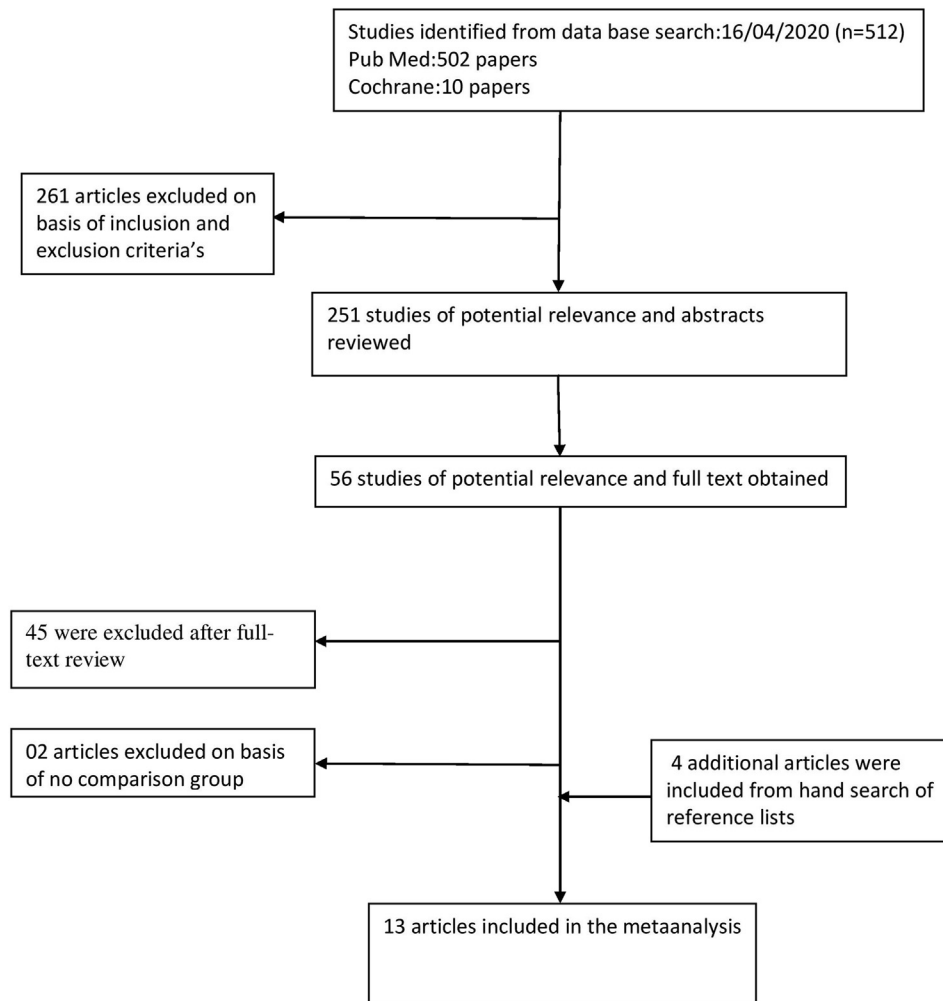 Studies identified from data base search:16/04/2020 (n=512)
Pub Med:502 papers
Cochrane:10 papers
261 articles excluded on
basis of inclusion and
exclusion criteria’s
251 studies of potential relevance and abstracts
reviewed
56 studies of potential relevance and full text obtained
45 were excluded after full-
text review
02 articles excluded on basis
of no comparison group
4 additional articles were
included from hand search of
reference lists
13 articles included in the metaanalysis